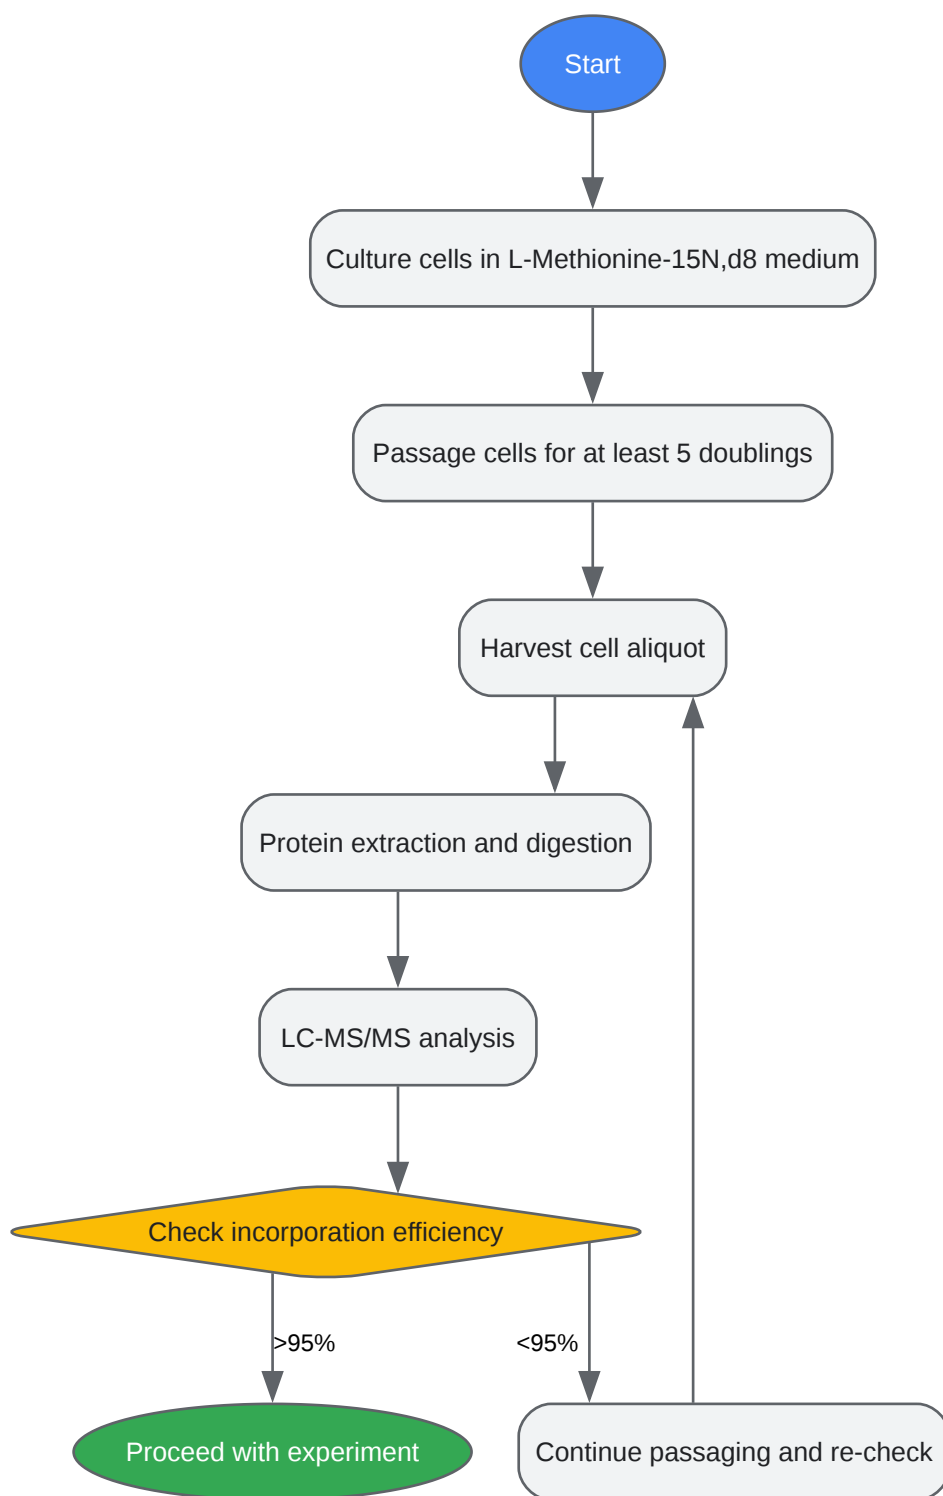 Start
Culture cells in L-Methionine-15N,d8 medium
Passage cells for at least 5 doublings
Harvest cell aliquot
Protein extraction and digestion
LC-MS/MS analysis
Check incorporation efficiency
>95%
<95%
Proceed with experiment
Continue passaging and re-check